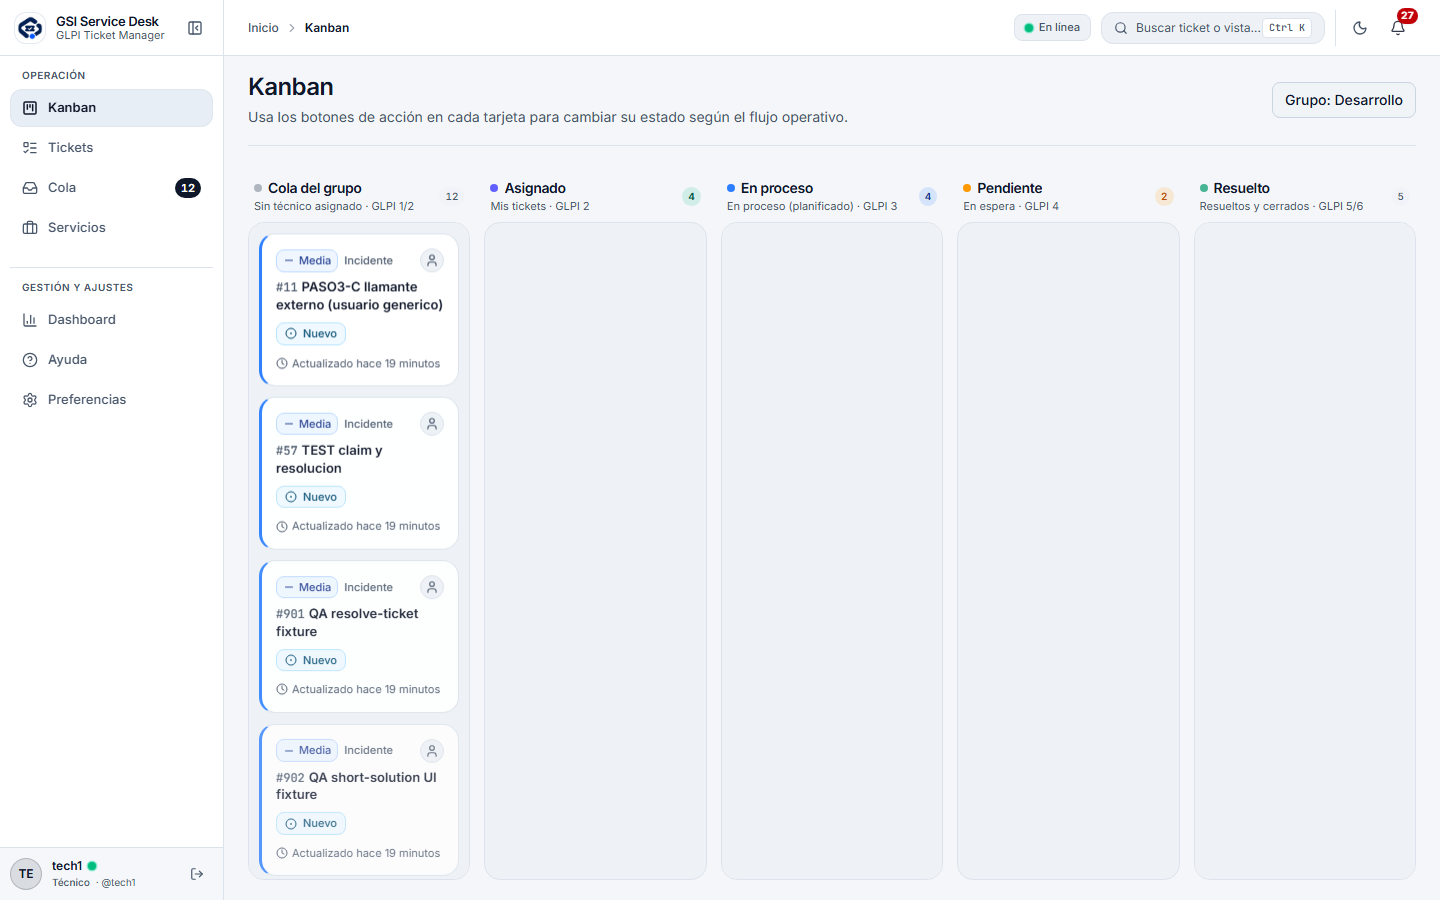 GSI Service Desk
GLPI Ticket Manager
OPERACIÓN
Kanban
Tickets
Cola 12
Servicios
GESTIÓN Y AJUSTES
Dashboard
Ayuda
Preferencias
TE
tech1
Técnico · @tech1
Inicio > Kanban
En línea
Buscar ticket o vista... Ctrl K
27
Kanban
Usa los botones de acción en cada tarjeta para cambiar su estado según el flujo operativo.
Grupo: Desarrollo
Cola del grupo
Sin técnico asignado · GLPI 1/2
12
Asignado
Mis tickets · GLPI 2
4
En proceso
En proceso (planificado) · GLPI 3
4
Pendiente
En espera · GLPI 4
2
Resuelto
Resueltos y cerrados · GLPI 5/6
5
Media Incidente
#11 PASO3-C llamante
externo (usuario generico)
Nuevo
Actualizado hace 19 minutos
Media Incidente
#57 TEST claim y
resolucion
Nuevo
Actualizado hace 19 minutos
Media Incidente
#901 QA resolve-ticket
fixture
Nuevo
Actualizado hace 19 minutos
Media Incidente
#902 QA short-solution UI
fixture
Nuevo
Actualizado hace 19 minutos